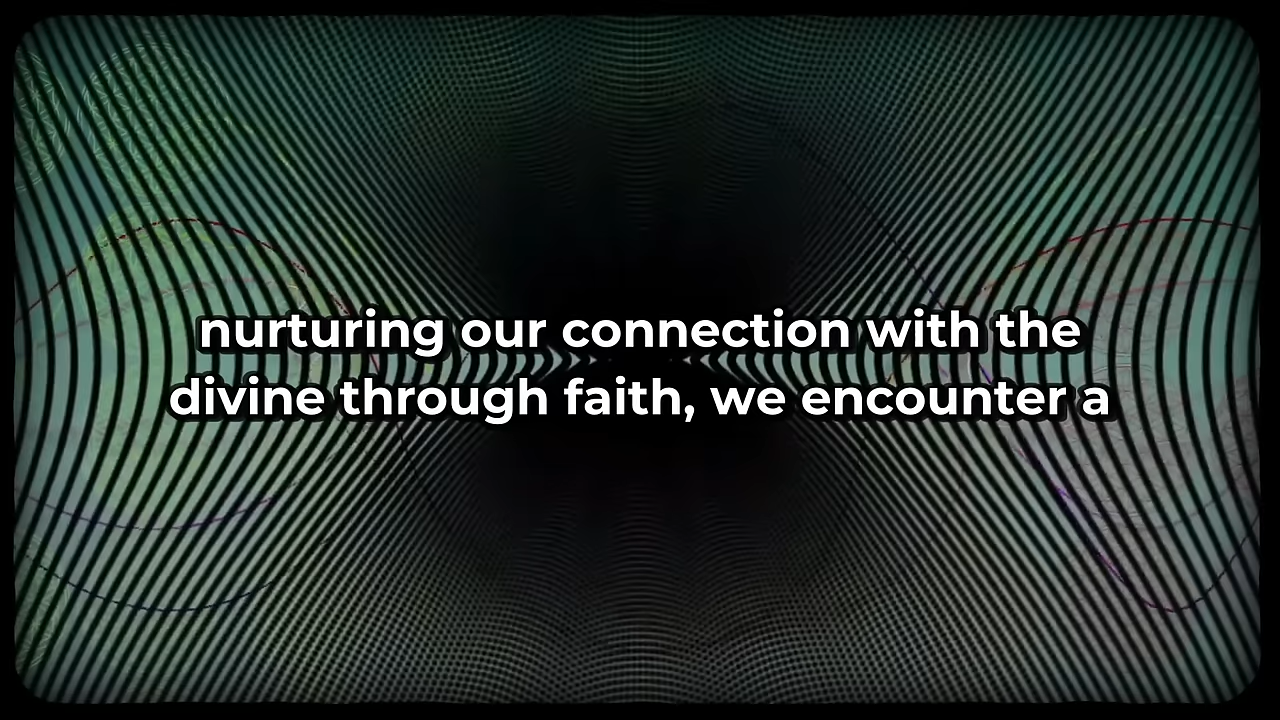 nurturing our connection with the
divine through faith, we encounter a